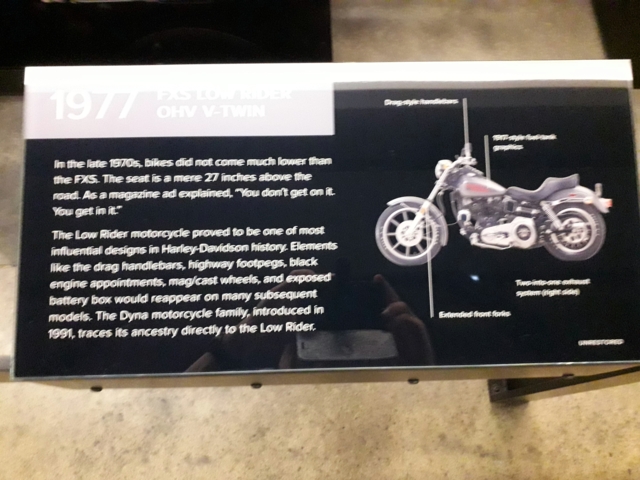 1977 FXS LOW RIDER
OHV V-TWIN
In the late 1970s, bikes did not come much lower than
the FXS. The seat is a mere 27 inches above the
road. As a magazine ad explained, "You don't get on it.
You get in it."
The Low Rider motorcycle proved to be one of most
influential designs in Harley-Davidson history. Elements
like the drag handlebars, highway footpegs, black
engine appointments, mag/cast wheels, and exposed
battery box would reappear on many subsequent
models. The Dyna motorcycle family, introduced in
1991, traces its ancestry directly to the Low Rider.
Drag-style handlebars
style fuel tank
graphics
Two-into-one exhaust
system (right side)
Extended front forks
UNRESTORED